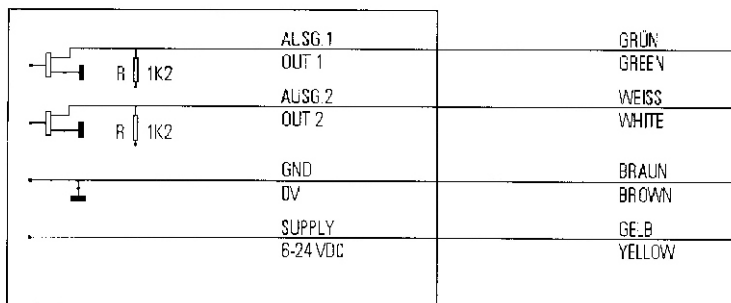 ALSG.1 GRÜN
OUT 1 GREEN
R 1K2
AUSG.2 WEISS
OUT 2 WHITE
R 1K2
GND BRAUN
0V BROWN
SUPPLY GELB
6-24 VDC YELLOW